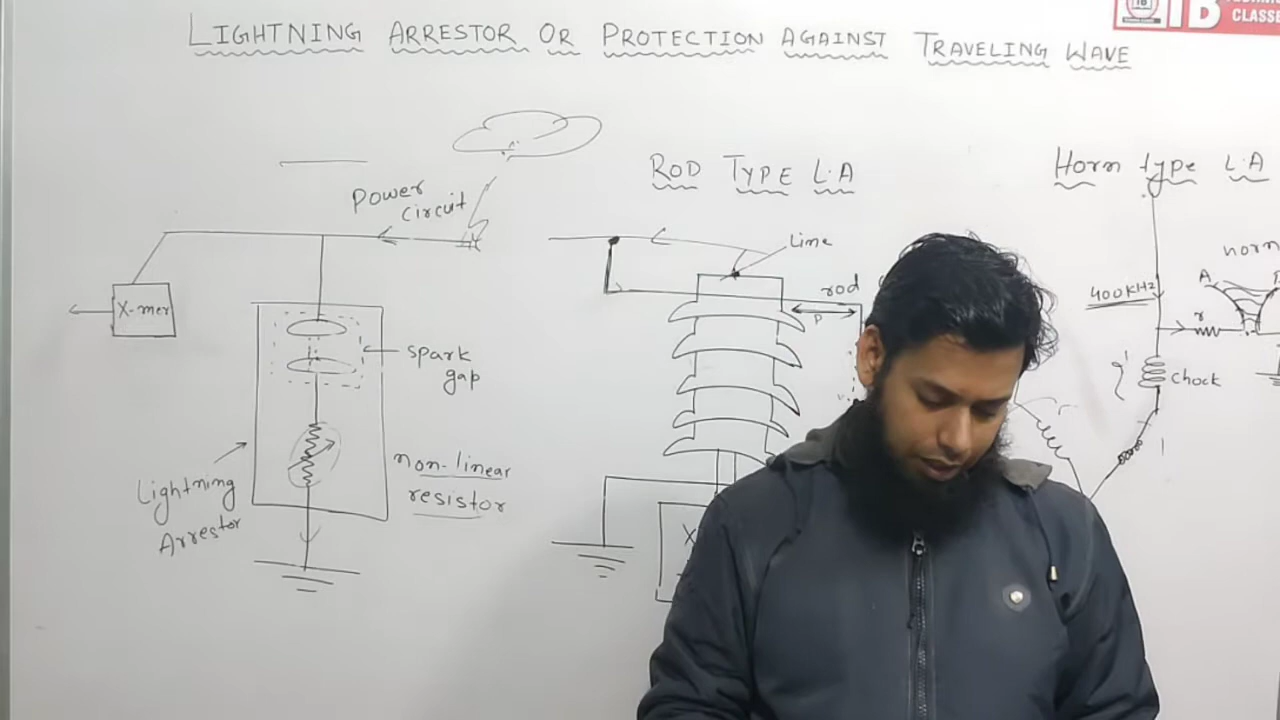 LIGHTNING ARRESTOR OR PROTECTION AGAINST TRAVELING WAVE
IB
CLASSE
Power
circuit
X-mer
spark
gap
non-linear
resistor
Lightning
Arrestor
ROD TYPE L.A
Line
rod
P
X
Horn type L.A
400KHz
horn
A
r
Chock